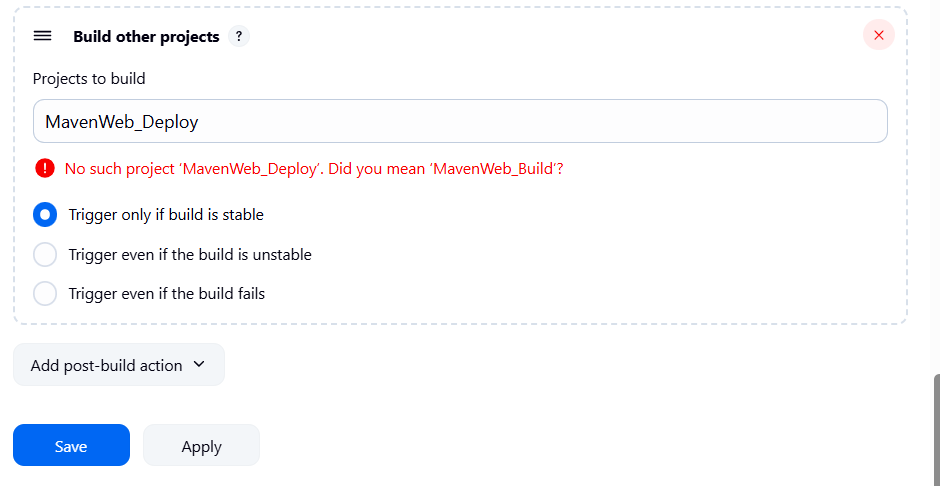 Build other projects ?
Projects to build
MavenWeb_Deploy
No such project ‘MavenWeb_Deploy’. Did you mean ‘MavenWeb_Build’?
Trigger only if build is stable
Trigger even if the build is unstable
Trigger even if the build fails
Add post-build action
Save Apply